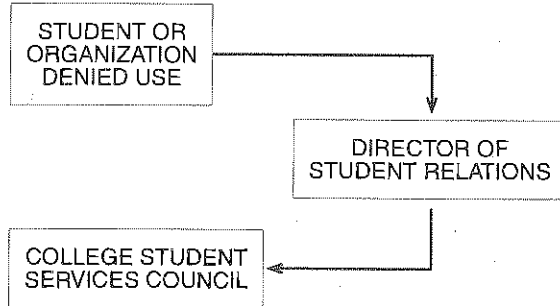 STUDENT OR
ORGANIZATION
DENIED USE
DIRECTOR OF
STUDENT RELATIONS
COLLEGE STUDENT
SERVICES COUNCIL